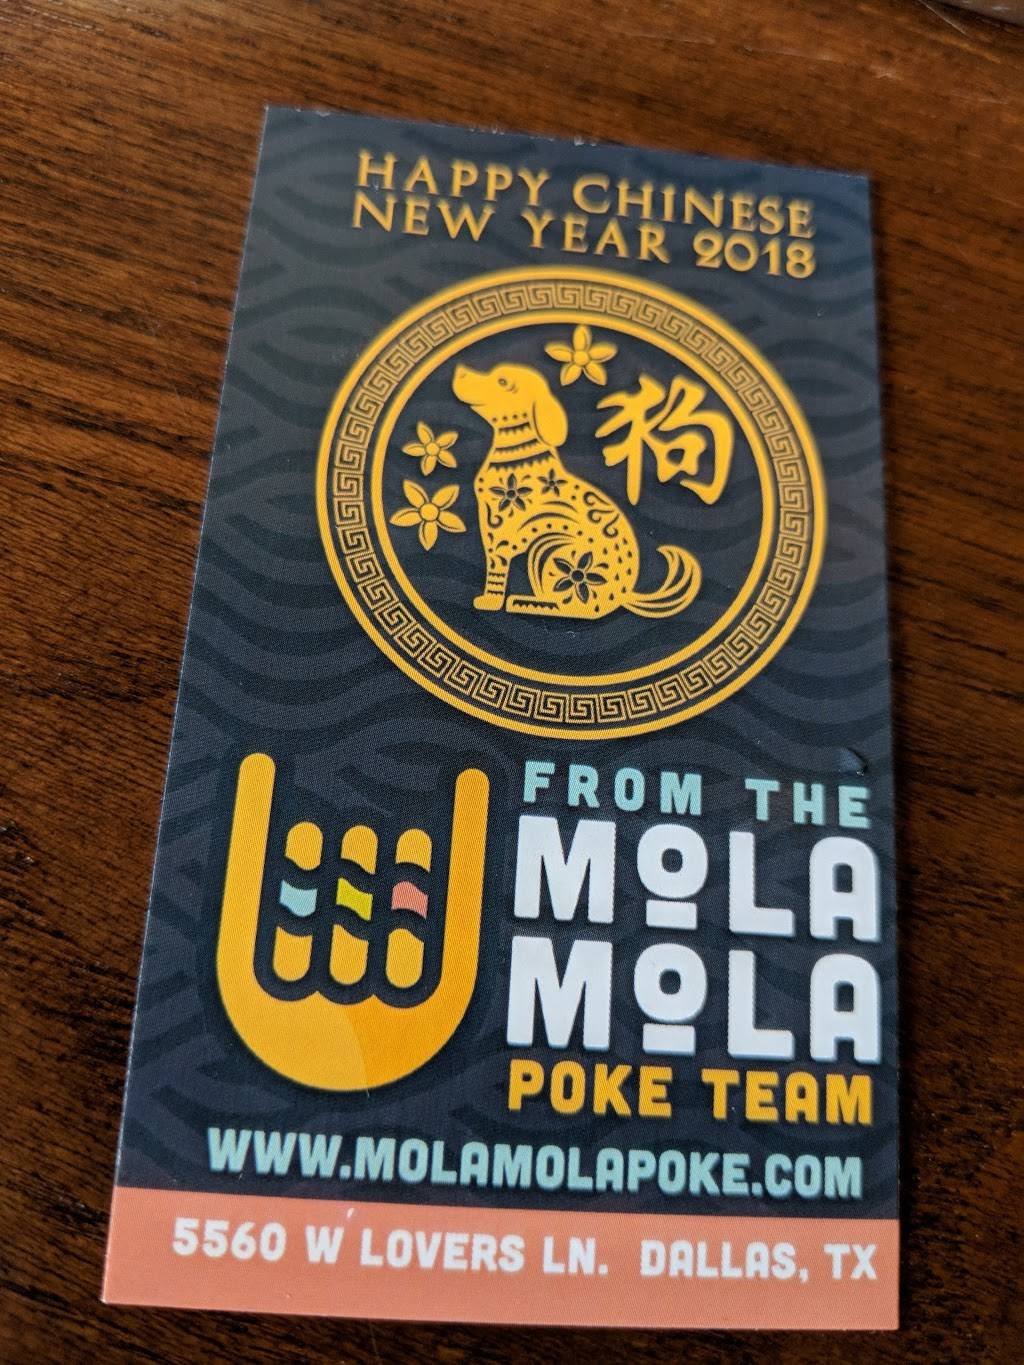 HAPPY CHINESE
NEW YEAR 2018
狗
FROM THE
MOLA
MOLA
POKE TEAM
WWW.MOLAMOLAPOKE.COM
5560 W LOVERS LN. DALLAS, TX